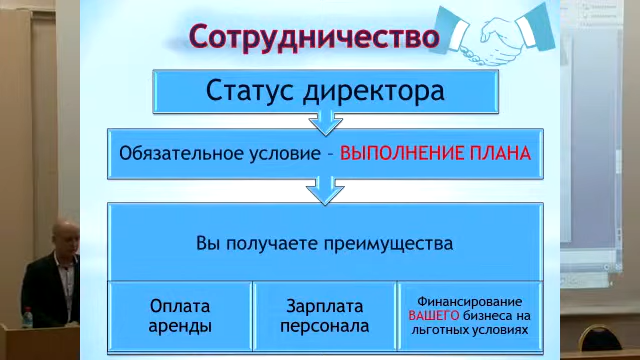 Сотрудничество
Статус директора
Обязательное условие – ВЫПОЛНЕНИЕ ПЛАНА
Вы получаете преимущества
Оплата
аренды
Зарплата
персонала
Финансирование
ВАШЕГО бизнеса на
льготных условиях